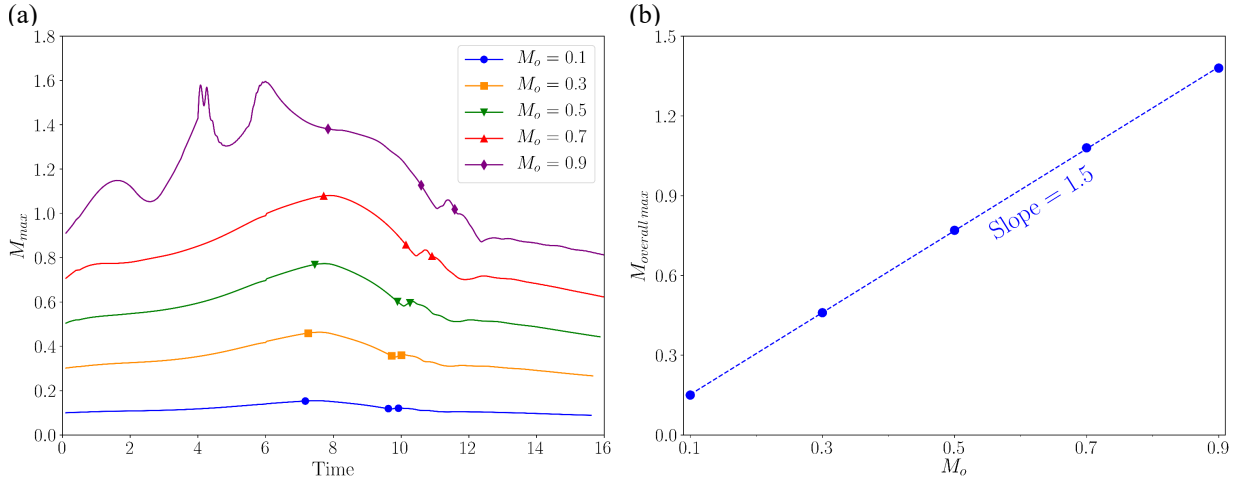 (a)
1.8
1.6
1.4
1.2
1.0
0.8
0.6
0.4
0.2
0.0
M_max
0 2 4 6 8 10 12 14 16
Time
M_o = 0.1
M_o = 0.3
M_o = 0.5
M_o = 0.7
M_o = 0.9
(b)
1.5
1.2
0.9
0.6
0.3
0.0
M_overall max
0.1 0.3 0.5 0.7 0.9
M_o
Slope = 1.5